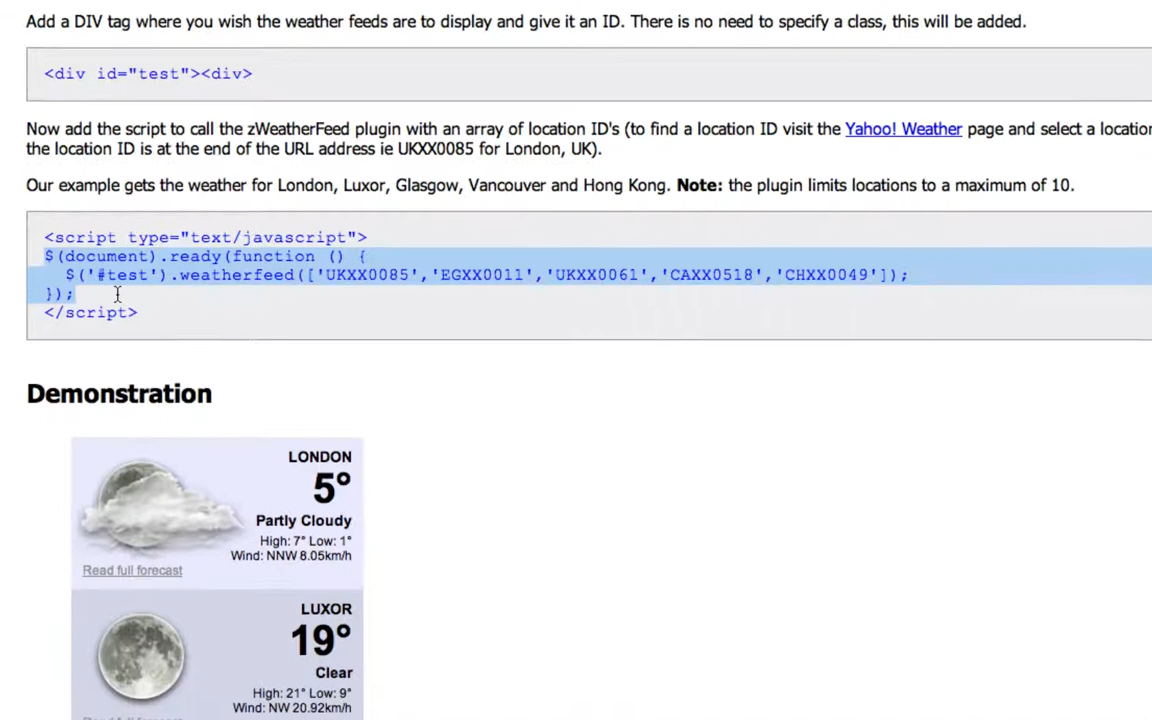 Add a DIV tag where you wish the weather feeds are to display and give it an ID. There is no need to specify a class, this will be added.
<div id="test"><div>
Now add the script to call the zWeatherFeed plugin with an array of location ID's (to find a location ID visit the Yahoo! Weather page and select a location
the location ID is at the end of the URL address ie UKXX0085 for London, UK).
Our example gets the weather for London, Luxor, Glasgow, Vancouver and Hong Kong. Note: the plugin limits locations to a maximum of 10.
<script type="text/javascript">
$(document).ready(function () {
$('#test').weatherfeed(['UKXX0085','EGXX0011','UKXX0061','CAXX0518','CHXX0049']);
});
</script>
Demonstration
LONDON
5°
Partly Cloudy
High: 7° Low: 1°
Wind: NNW 8.05km/h
Read full forecast
LUXOR
19°
Clear
High: 21° Low: 9°
Wind: NW 20.92km/h